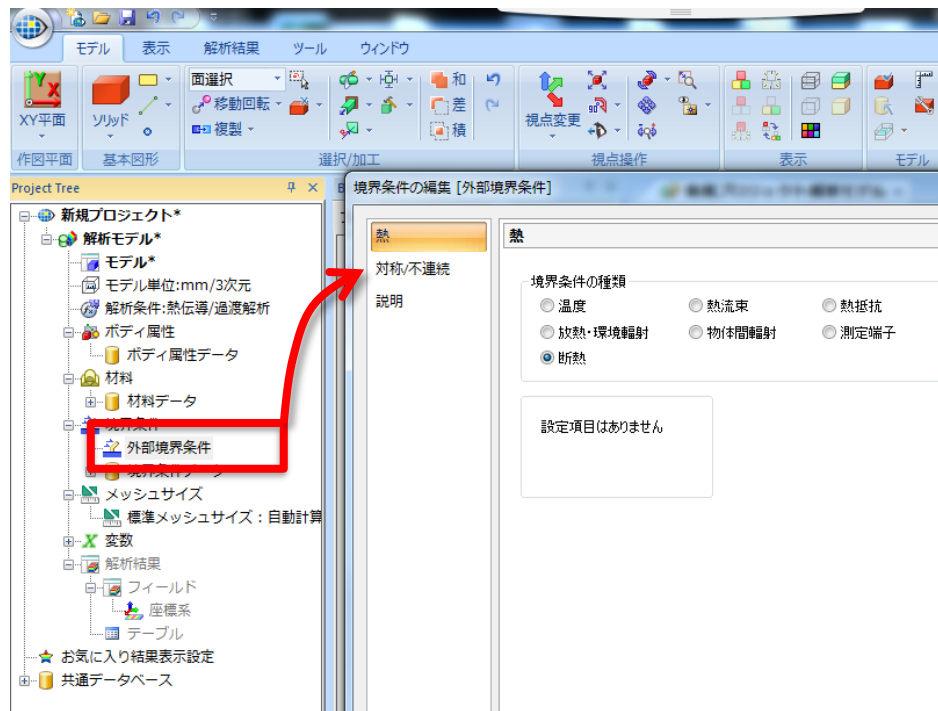 モデル 表示 解析結果 ツール ウィンドウ
XY平面
ソリッド
面選択
移動回転
複製
和
差
積
視点変更
作図平面 基本図形 選択/加工 視点操作 表示 モデル
Project Tree
新規プロジェクト*
解析モデル*
モデル*
モデル単位:mm/3次元
解析条件:熱伝導/過渡解析
ボディ属性
ボディ属性データ
材料
材料データ
境界条件
外部境界条件
境界条件データ
メッシュサイズ
標準メッシュサイズ:自動計算
変数
解析結果
フィールド
座標系
テーブル
お気に入り結果表示設定
共通データベース
境界条件の編集 [外部境界条件]
熱
対称/不連続
説明
熱
境界条件の種類
温度 熱流束 熱抵抗
放熱・環境輻射 物体間輻射 測定端子
断熱
設定項目はありません